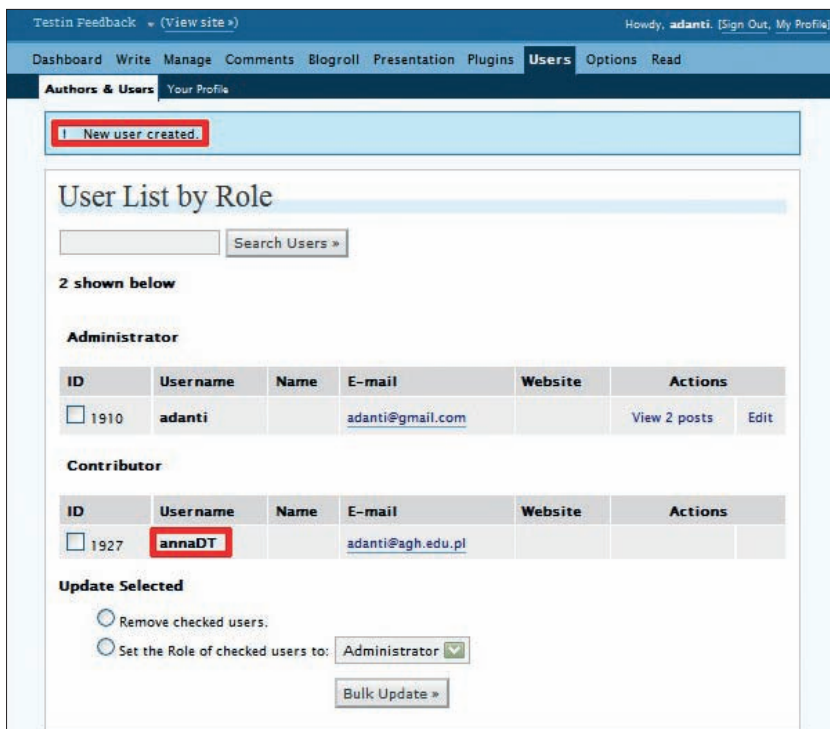 Testin Feedback (View site ») Howdy, adanti. [Sign Out, My Profile]
Dashboard Write Manage Comments Blogroll Presentation Plugins Users Options Read
Authors & Users Your Profile
! New user created.
User List by Role
Search Users »
2 shown below
Administrator
ID Username Name E-mail Website Actions
1910 adanti adanti@gmail.com View 2 posts Edit
Contributor
ID Username Name E-mail Website Actions
1927 annaDT adanti@agh.edu.pl
Update Selected
Remove checked users.
Set the Role of checked users to: Administrator
Bulk Update »